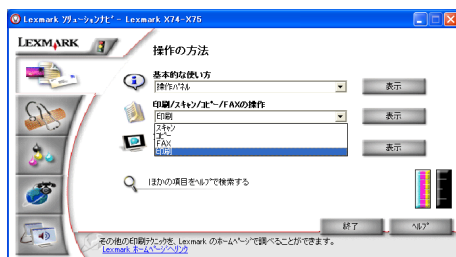 Lexmark ソリューションナビ - Lexmark X74-X75
LEXMARK
操作の方法
基本的な使い方
操作パネル
表示
印刷/スキャン/コピー/FAXの操作
印刷
表示
スキャン
コピー
FAX
印刷
表示
ほかの項目をヘルプで検索する
終了
ヘルプ
その他の印刷テクニックを、Lexmark のホームページで調べることができます。
Lexmark ホームページへリンク